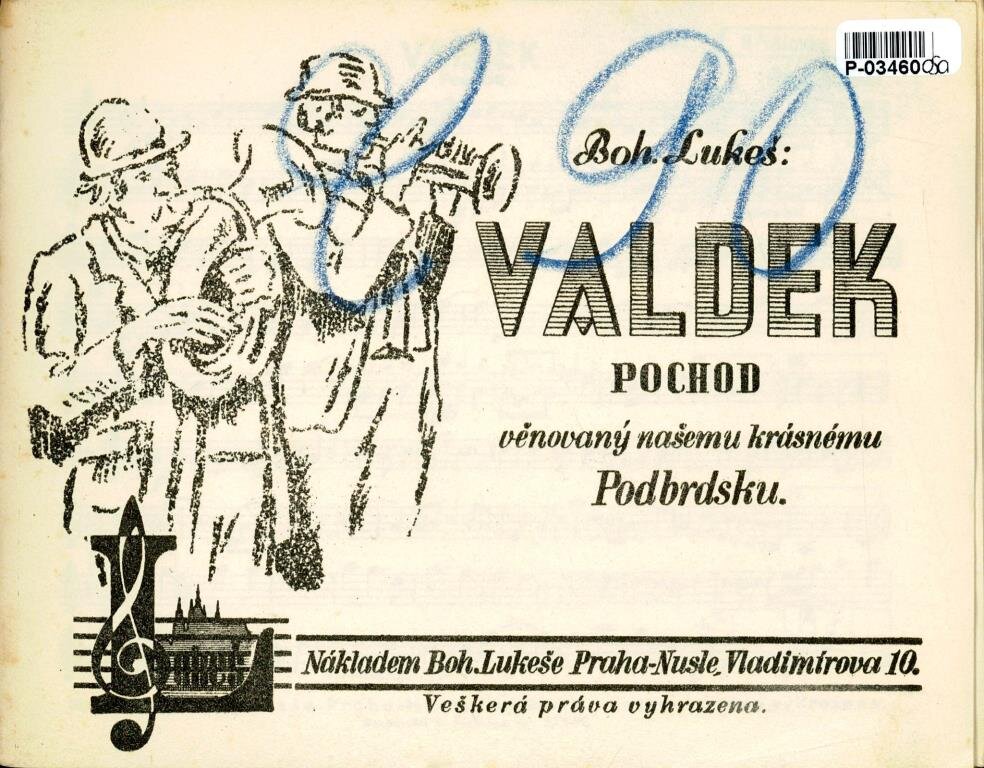 P-03460
Boh. Lukeš:
VALDEK
POCHOD
věnovaný našemu krásnému
Podbrdsku.
Nákladem Boh. Lukeše Praha-Nusle, Vladimírova 10.
Veškerá práva vyhrazena.